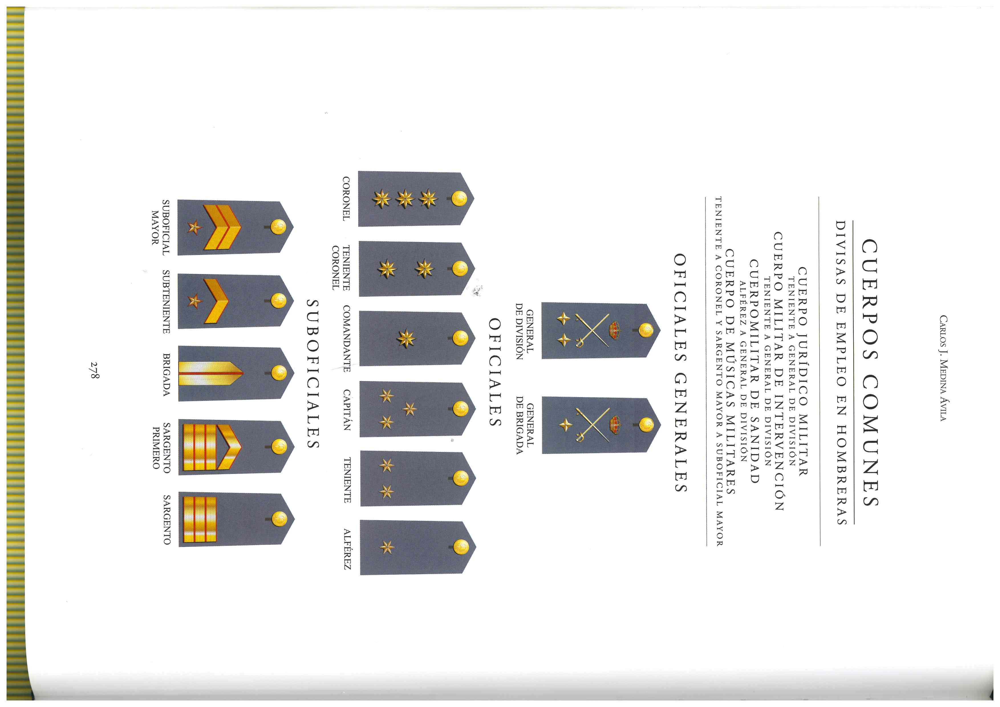 CARLOS J. MEDINA ÁVILA
CUERPOS COMUNES
DIVISAS DE EMPLEO EN HOMBRERAS
CUERPO JURÍDICO MILITAR
TENIENTE A GENERAL DE DIVISIÓN
CUERPO MILITAR DE INTERVENCIÓN
TENIENTE A GENERAL DE DIVISIÓN
CUERPOMILITAR DE SANIDAD
ALFÉREZ A GENERAL DE DIVISIÓN
CUERPO DE MÚSICAS MILITARES
TENIENTE A CORONEL Y SARGENTO MAYOR A SUBOFICIAL MAYOR
OFICIALES GENERALES
GENERAL
DE DIVISIÓN
GENERAL
DE BRIGADA
OFICIALES
CORONEL
TENIENTE
CORONEL
COMANDANTE
CAPITÁN
TENIENTE
ALFÉREZ
SUBOFICIALES
SUBOFICIAL
MAYOR
SUBTENIENTE
BRIGADA
SARGENTO
PRIMERO
SARGENTO
278